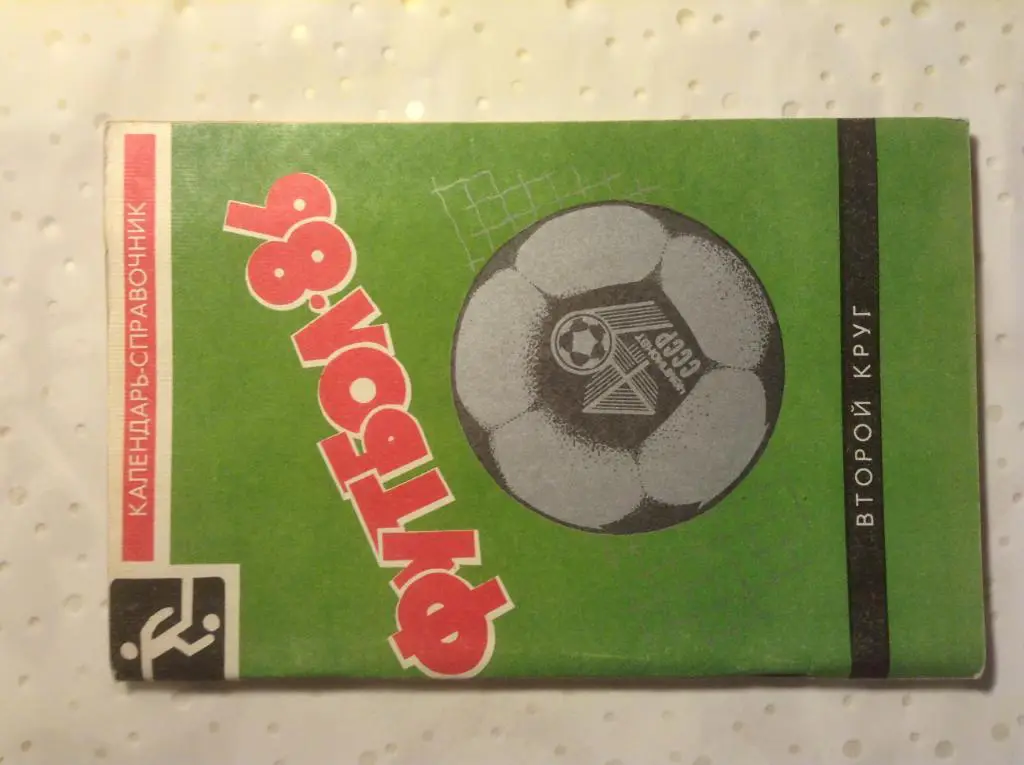 КАЛЕНДАРЬ-СПРАВОЧНИК
ФУТБОЛ·86
ЧЕМПИОНАТ
СССР
ВТОРОЙ КРУГ